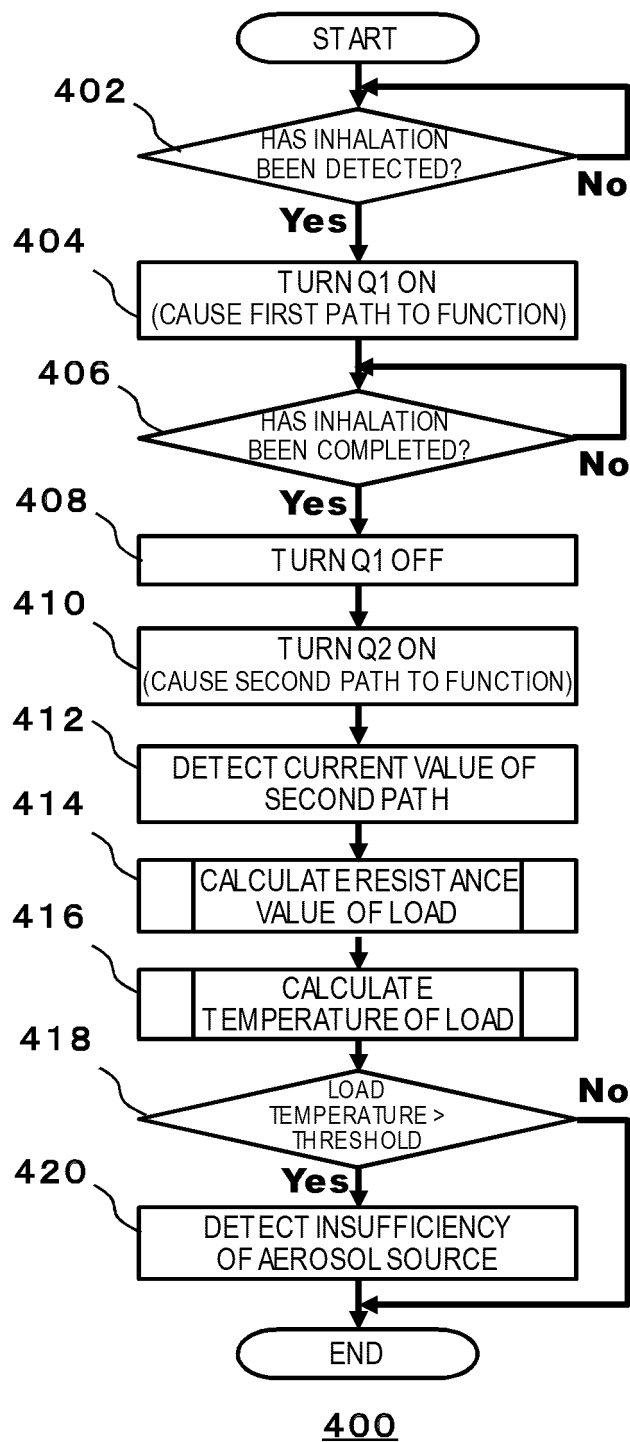 START
402
HAS INHALATION
BEEN DETECTED?
No
Yes
404
TURN Q1 ON
(CAUSE FIRST PATH TO FUNCTION)
406
HAS INHALATION
BEEN COMPLETED?
No
Yes
408
TURN Q1 OFF
410
TURN Q2 ON
(CAUSE SECOND PATH TO FUNCTION)
412
DETECT CURRENT VALUE OF
SECOND PATH
414
CALCULATE RESISTANCE
VALUE OF LOAD
416
CALCULATE
TEMPERATURE OF LOAD
418
LOAD
TEMPERATURE >
THRESHOLD
No
Yes
420
DETECT INSUFFICIENCY
OF AEROSOL SOURCE
END
400